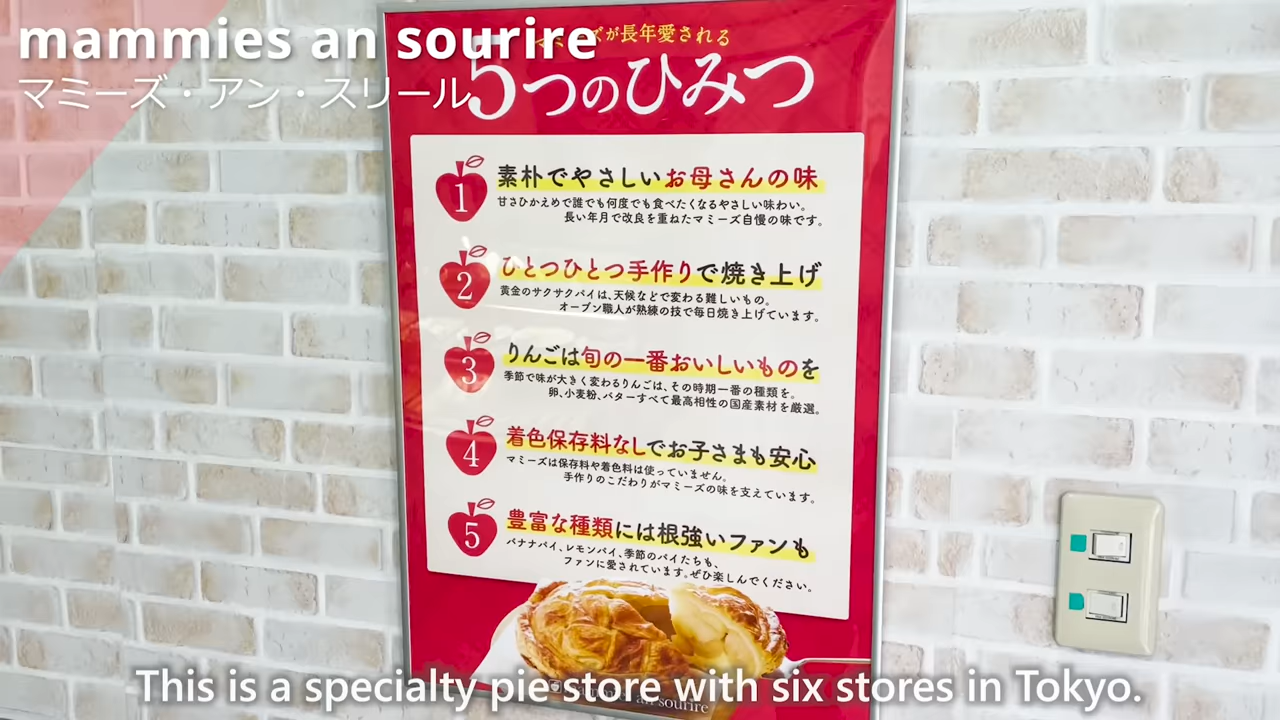 mammies an sourire
マミーズ・アン・スリール
が長年愛される
5つのひみつ
1
素朴でやさしいお母さんの味
甘さひかえめで誰でも何度でも食べたくなるやさしい味わい。
長い年月で改良を重ねたマミーズ自慢の味です。
2
ひとつひとつ手作りで焼き上げ
黄金のサクサクパイは、天候などで変わる難しいもの。
オーブン職人が熟練の技で毎日焼き上げています。
3
りんごは旬の一番おいしいものを
季節で味が大きく変わるりんごは、その時期一番の種類を。
卵、小麦粉、バターすべて最高相性の国産素材を厳選。
4
着色保存料なしでお子さまも安心
マミーズは保存料や着色料は使っていません。
手作りのこだわりがマミーズの味を支えています。
5
豊富な種類には根強いファンも
バナナパイ、レモンパイ、季節のパイたちも、
ファンに愛されています。ぜひ楽しんでください。
an sourire
This is a specialty pie store with six stores in Tokyo.